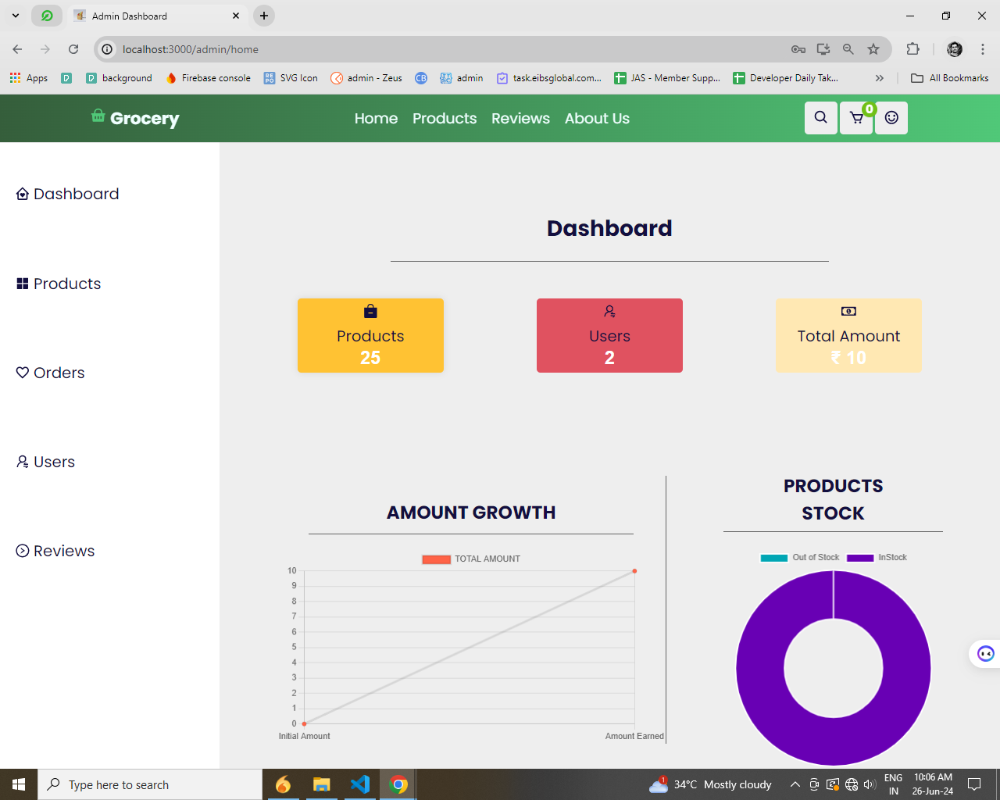 Admin Dashboard
localhost:3000/admin/home
Apps
background
Firebase console
REPO
SVG Icon
admin - Zeus
CB
admin
task.eibsglobal.com...
JAS - Member Supp...
Developer Daily Tak...
All Bookmarks
Grocery
Home
Products
Reviews
About Us
0
Dashboard
Products
Orders
Users
Reviews
Dashboard
Products
25
Users
2
Total Amount
₹ 10
AMOUNT GROWTH
TOTAL AMOUNT
10
9
8
7
6
5
4
3
2
1
0
Initial Amount
Amount Earned
PRODUCTS
STOCK
Out of Stock
InStock
Type here to search
1
34°C Mostly cloudy
ENG
IN
10:06 AM
26-Jun-24